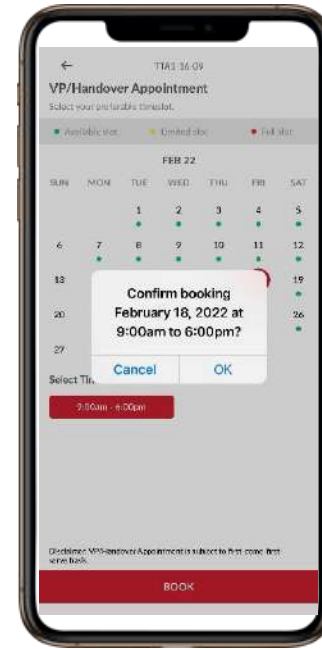 TTAS-16-09
VP/Handover Appointment
Select your preferable timeslot.
Available slot Limited slot Full slot
FEB 22
SUN MON TUE WED THU FRI SAT
1 2 3 4 5
6 7 8 9 10 11 12
13 19
20 26
27
Confirm booking
February 18, 2022 at
9:00am to 6:00pm?
Cancel OK
Select
9:00am - 6:00pm
Disclaimer: VP/Handover Appointment is subject to first come first
serve basis.
BOOK